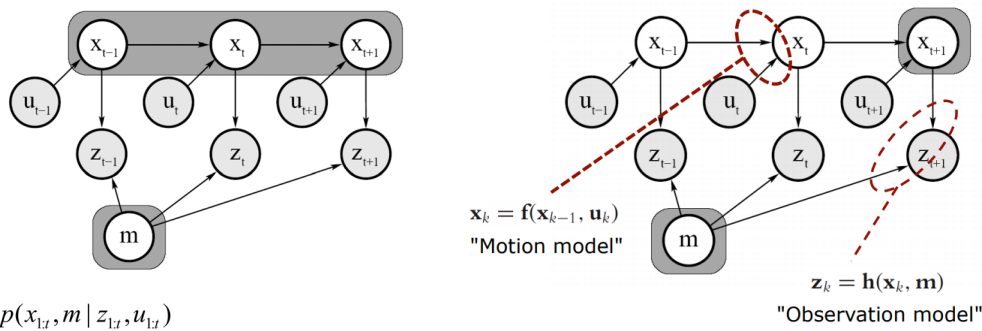 x_{t-1} x_t x_{t+1}
u_{t-1} u_t u_{t+1}
z_{t-1} z_t z_{t+1}
m
p(x_{1:t}, m | z_{1:t}, u_{1:t})
x_{t-1} x_t x_{t+1}
u_{t-1} u_t u_{t+1}
z_{t-1} z_t z_{t+1}
x_k = f(x_{k-1}, u_k)
"Motion model"
m
z_k = h(x_k, m)
"Observation model"